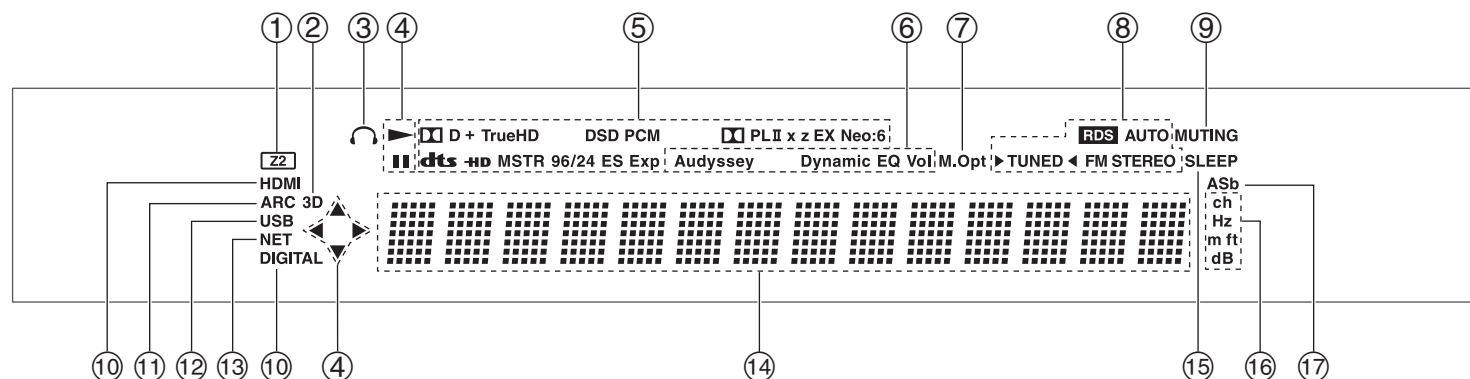 ① ② ③ ④ ⑤ ⑥ ⑦ ⑧ ⑨
D + TrueHD DSD PCM PLII x z EX Neo:6 RDS AUTO MUTING
Z2 dts -HD MSTR 96/24 ES Exp Audyssey Dynamic EQ Vol M.Opt ▶ TUNED ◀ FM STEREO SLEEP
HDMI ASb
ARC 3D ch
USB Hz
NET m ft
DIGITAL dB
⑩ ⑪ ⑫ ⑬ ⑩ ④ ⑭ ⑮ ⑯ ⑰